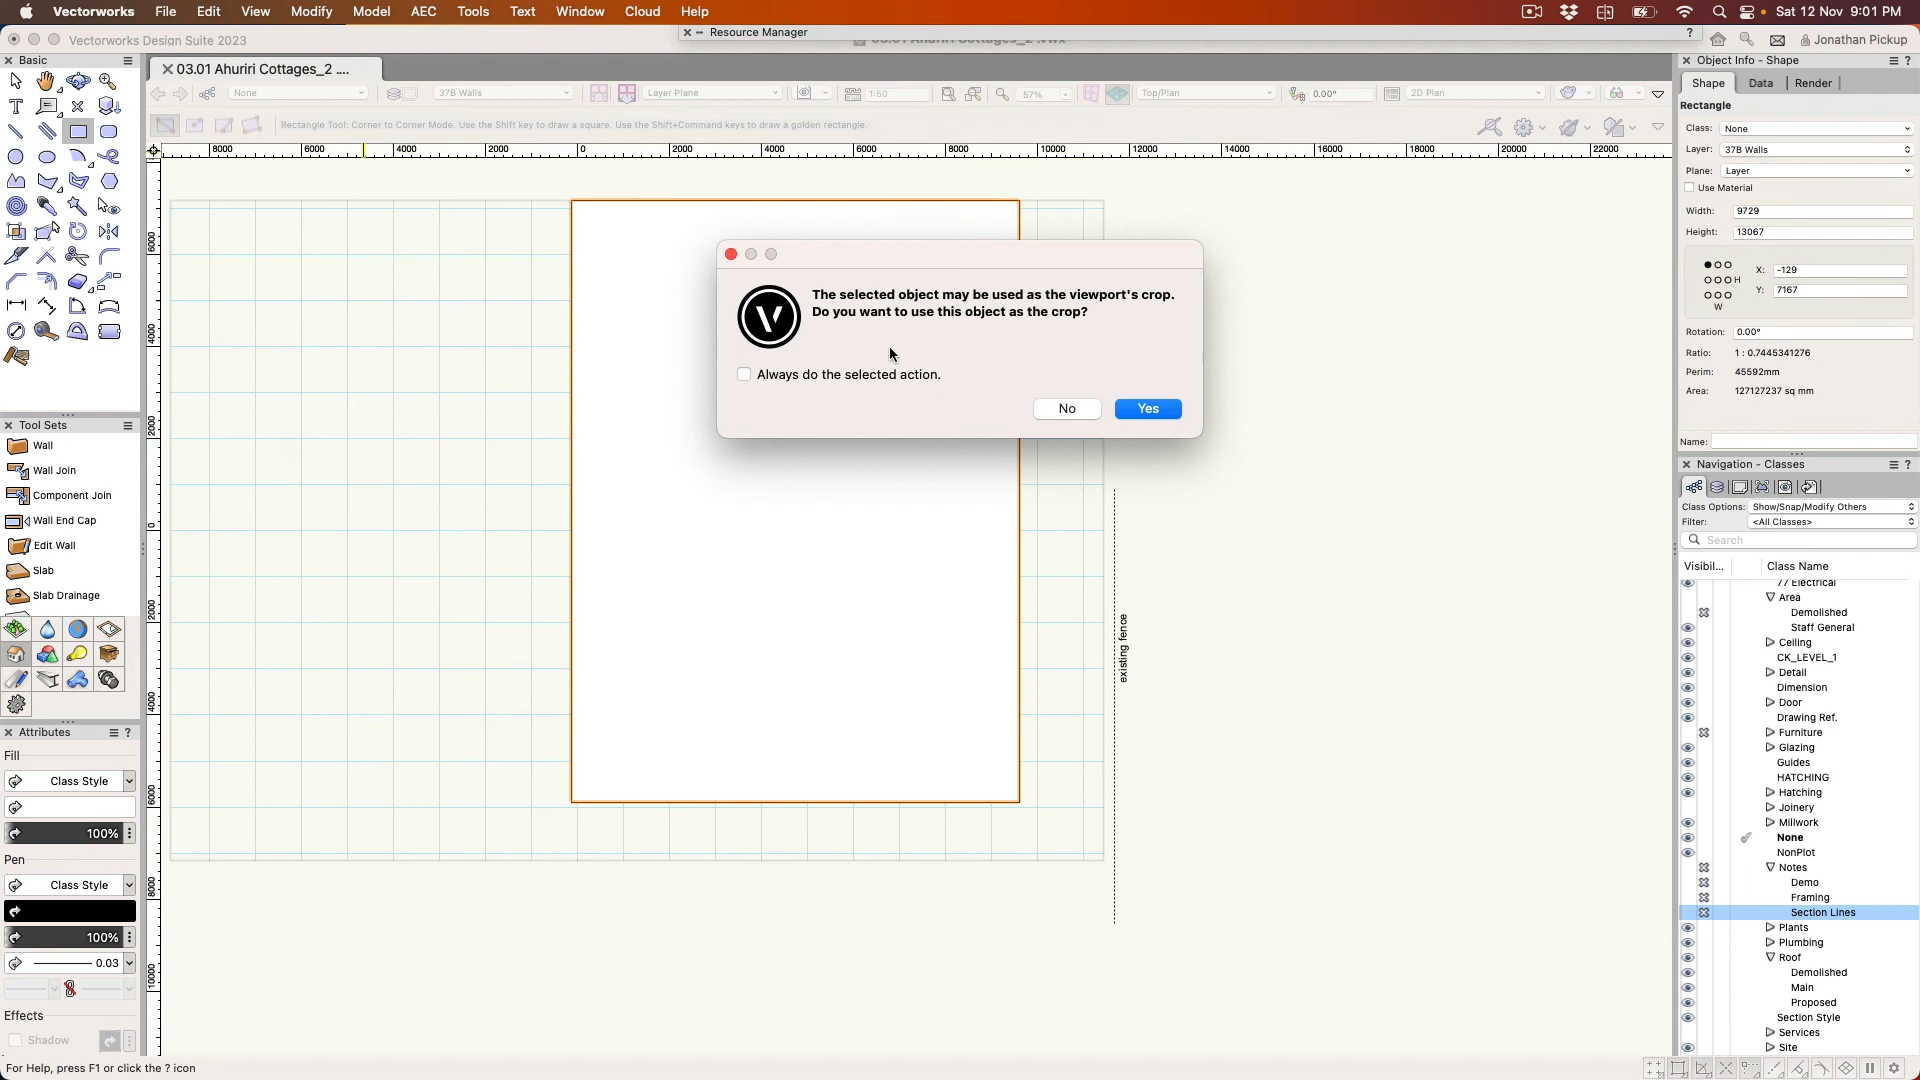 Vectorworks File Edit View Modify Model AEC Tools Text Window Cloud Help
Sat 12 Nov 9:01 PM
Vectorworks Design Suite 2023
Resource Manager
?
Jonathan Pickup
Basic
03.01 Ahuriri Cottages_2 ....
None
37B Walls
Layer Plane
1:50
57%
Top/Plan
0.00°
2D Plan
Rectangle Tool: Corner to Corner Mode. Use the Shift key to draw a square. Use the Shift+Command keys to draw a golden rectangle.
8000 6000 4000 2000 0 2000 4000 6000 8000 10000 12000 14000 16000 18000 20000 22000
6000
4000
2000
0
2000
4000
6000
8000
10000
The selected object may be used as the viewport's crop.
Do you want to use this object as the crop?
Always do the selected action.
No
Yes
existing fence
Tool Sets
Wall
Wall Join
Component Join
Wall End Cap
Edit Wall
Slab
Slab Drainage
Attributes
?
Fill
Class Style
100%
Pen
Class Style
100%
0.03
Effects
Shadow
For Help, press F1 or click the ? icon
Object Info - Shape
?
Shape Data Render
Rectangle
Class: None
Layer: 37B Walls
Plane: Layer
Use Material
Width: 9729
Height: 13067
H
W
X: -129
Y: 7167
Rotation: 0.00°
Ratio: 1 : 0.7445341276
Perim: 45592mm
Area: 127127237 sq mm
Name:
Navigation - Classes
?
Class Options: Show/Snap/Modify Others
Filter: <All Classes>
Search
Visibil... Class Name
77 Electrical
Area
Demolished
Staff General
Ceiling
CK_LEVEL_1
Detail
Dimension
Door
Drawing Ref.
Furniture
Glazing
Guides
HATCHING
Hatching
Joinery
Millwork
None
NonPlot
Notes
Demo
Framing
Section Lines
Plants
Plumbing
Roof
Demolished
Main
Proposed
Section Style
Services
Site